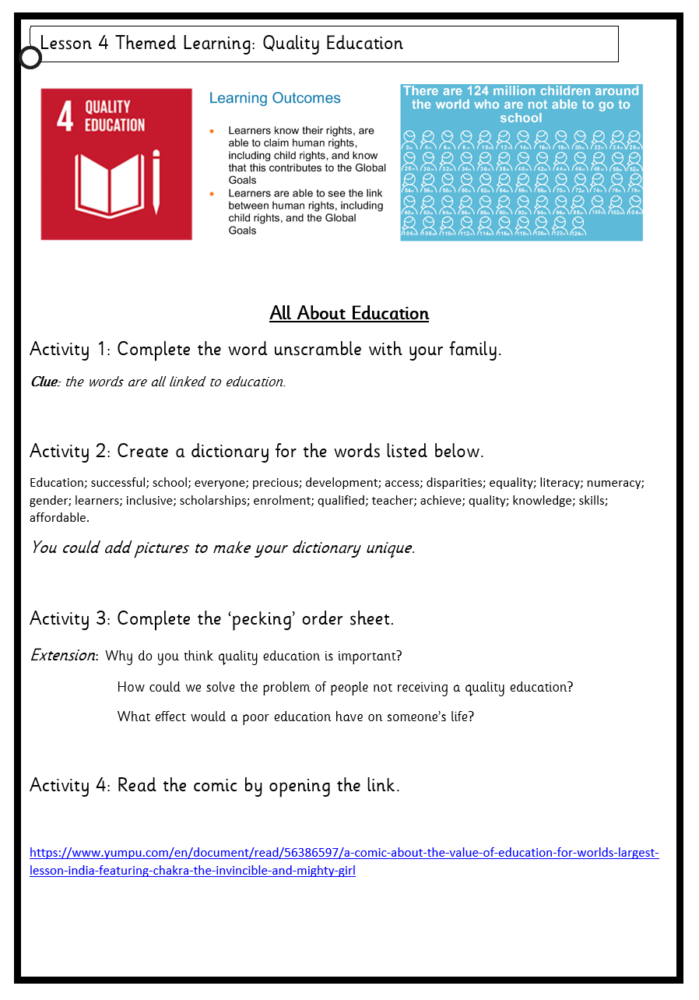 Lesson 4 Themed Learning: Quality Education
4 QUALITY
EDUCATION
Learning Outcomes
• Learners know their rights, are
able to claim human rights,
including child rights, and know
that this contributes to the Global
Goals
• Learners are able to see the link
between human rights, including
child rights, and the Global
Goals
There are 124 million children around
the world who are not able to go to
school
2m 4m 6m 8m 10m 12m 14m 16m 18m 20m 22m 24m 26m
28m 30m 32m 34m 36m 38m 40m 42m 44m 46m 48m 50m 52m
54m 56m 58m 60m 62m 64m 66m 68m 70m 72m 74m 76m 78m
80m 82m 84m 86m 88m 90m 92m 94m 96m 98m 100m 102m 104m
106m 108m 110m 112m 114m 116m 118m 120m 122m 124m
All About Education
Activity 1: Complete the word unscramble with your family.
Clue: the words are all linked to education.
Activity 2: Create a dictionary for the words listed below.
Education; successful; school; everyone; precious; development; access; disparities; equality; literacy; numeracy;
gender; learners; inclusive; scholarships; enrolment; qualified; teacher; achieve; quality; knowledge; skills;
affordable.
You could add pictures to make your dictionary unique.
Activity 3: Complete the ‘pecking’ order sheet.
Extension: Why do you think quality education is important?
How could we solve the problem of people not receiving a quality education?
What effect would a poor education have on someone’s life?
Activity 4: Read the comic by opening the link.
https://www.yumpu.com/en/document/read/56386597/a-comic-about-the-value-of-education-for-worlds-largest-
lesson-india-featuring-chakra-the-invincible-and-mighty-girl